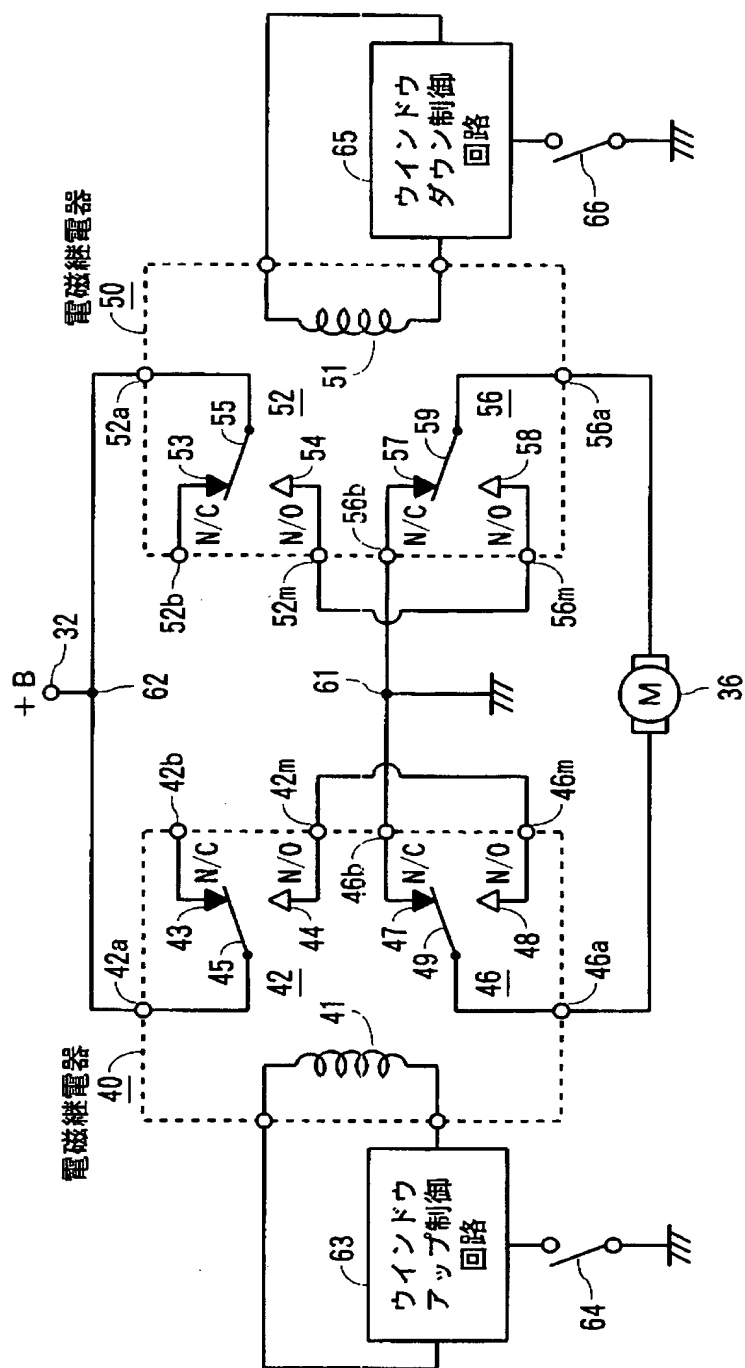 +B
32
62
電磁継電器
40
42a
42b
43
N/C
45
42
N/O
44
42m
41
46b
47
N/C
49
46
N/O
48
46m
46a
ウインドウ
アップ制御
回路
63
64
61
36
M
電磁継電器
50
52a
52b
53
N/C
55
52
N/O
54
52m
51
56b
57
N/C
59
56
N/O
58
56m
56a
ウインドウ
ダウン制御
回路
65
66